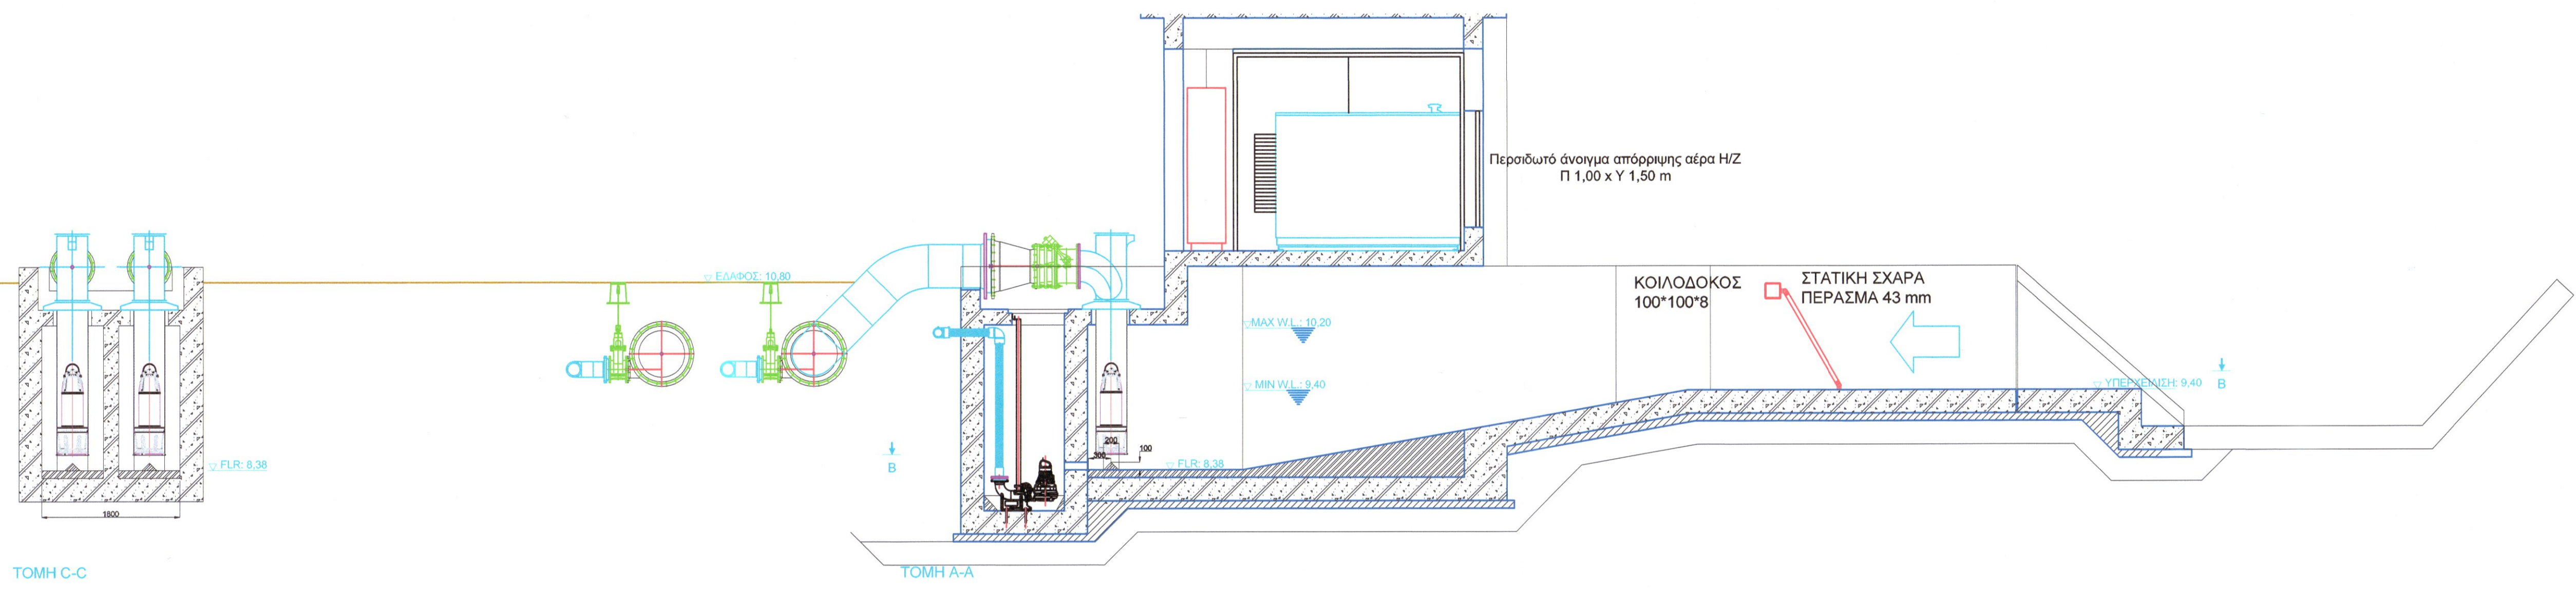 Περσιδωτό άνοιγμα απόρριψης αέρα Η/Ζ
Π 1,00 x Υ 1,50 m
ΕΔΑΦΟΣ: 10,80
ΚΟΙΛΟΔΟΚΟΣ
100*100*8
ΣΤΑΤΙΚΗ ΣΧΑΡΑ
ΠΕΡΑΣΜΑ 43 mm
MAX W.L.: 10,20
MIN W.L.: 9,40
ΥΠΕΡΧΕΙΛΙΣΗ: 9,40
B
B
200
100
300
FLR: 8,38
FLR: 8,38
1800
ΤΟΜΗ C-C
ΤΟΜΗ A-A